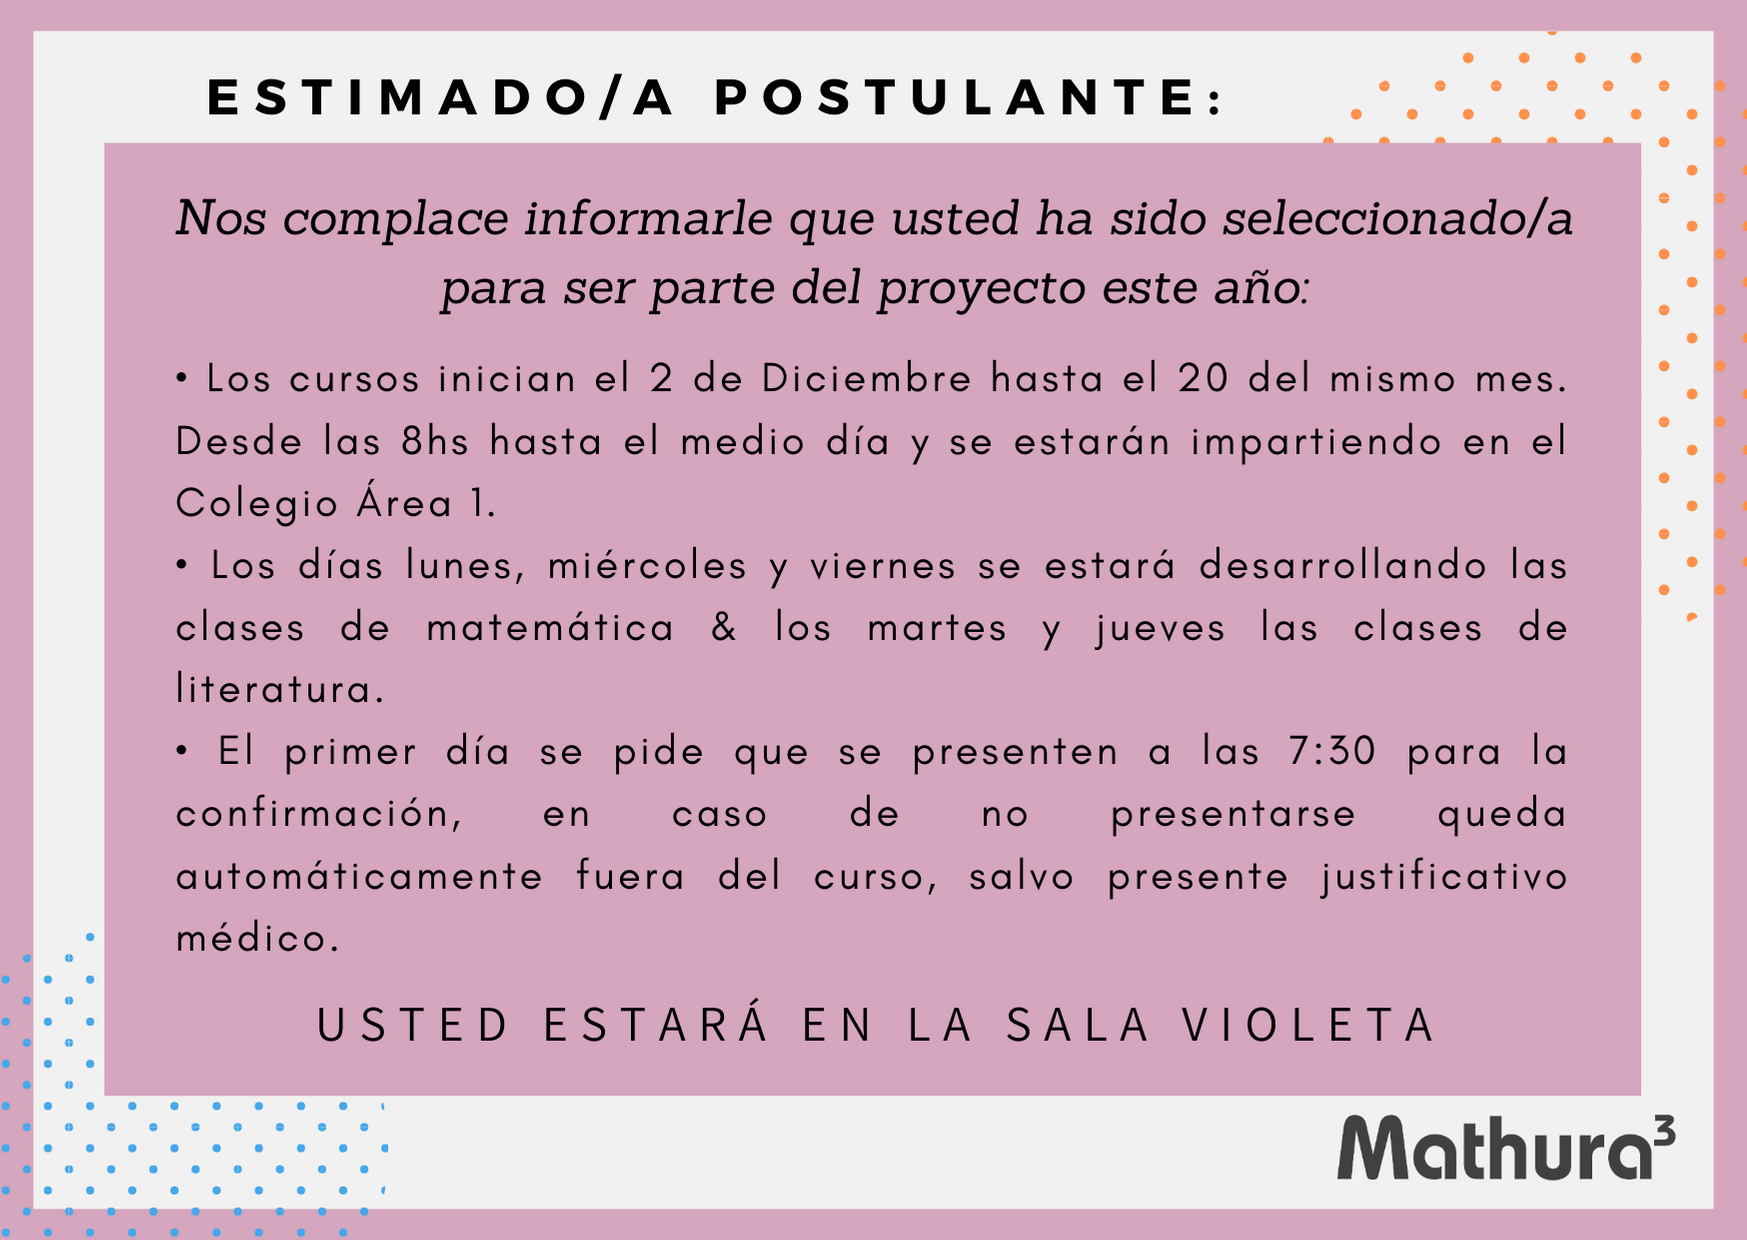 ESTIMADO/A POSTULANTE:
Nos complace informarle que usted ha sido seleccionado/a
para ser parte del proyecto este año:
• Los cursos inician el 2 de Diciembre hasta el 20 del mismo mes.
Desde las 8hs hasta el medio día y se estarán impartiendo en el
Colegio Área 1.
• Los días lunes, miércoles y viernes se estará desarrollando las
clases de matemática & los martes y jueves las clases de
literatura.
• El primer día se pide que se presenten a las 7:30 para la
confirmación, en caso de no presentarse queda
automáticamente fuera del curso, salvo presente justificativo
médico.
USTED ESTARÁ EN LA SALA VIOLETA
Mathura³